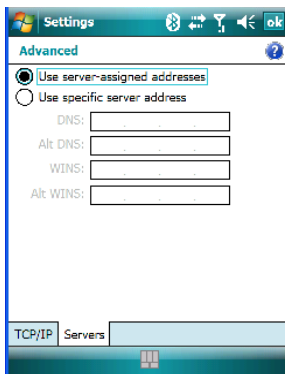 Settings ok
Advanced ?
Use server-assigned addresses
Use specific server address
DNS: . . .
Alt DNS: . . .
WINS: . . .
Alt WINS: . . .
TCP/IP Servers